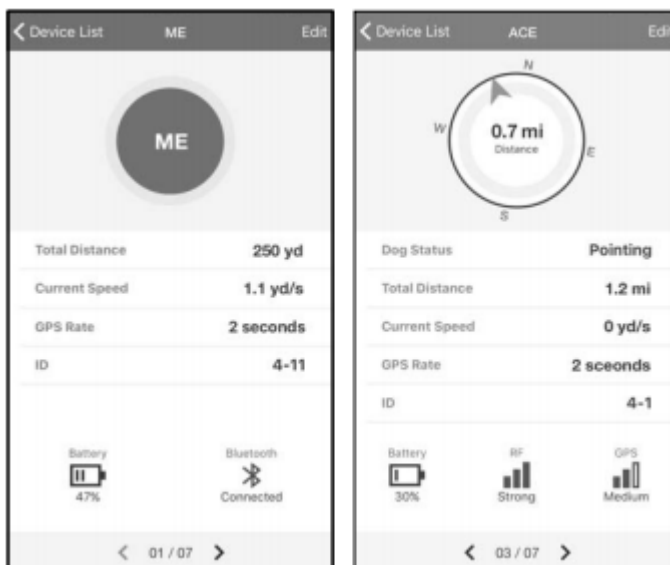 Device List ME Edit
ME
Total Distance 250 yd
Current Speed 1.1 yd/s
GPS Rate 2 seconds
ID 4-11
Battery Bluetooth
47% Connected
01 / 07
Device List ACE Edi
N
W
0.7 mi
Distance
E
S
Dog Status Pointing
Total Distance 1.2 mi
Current Speed 0 yd/s
GPS Rate 2 sceonds
ID 4-1
Battery RF GPS
30% Strong Medium
03 / 07